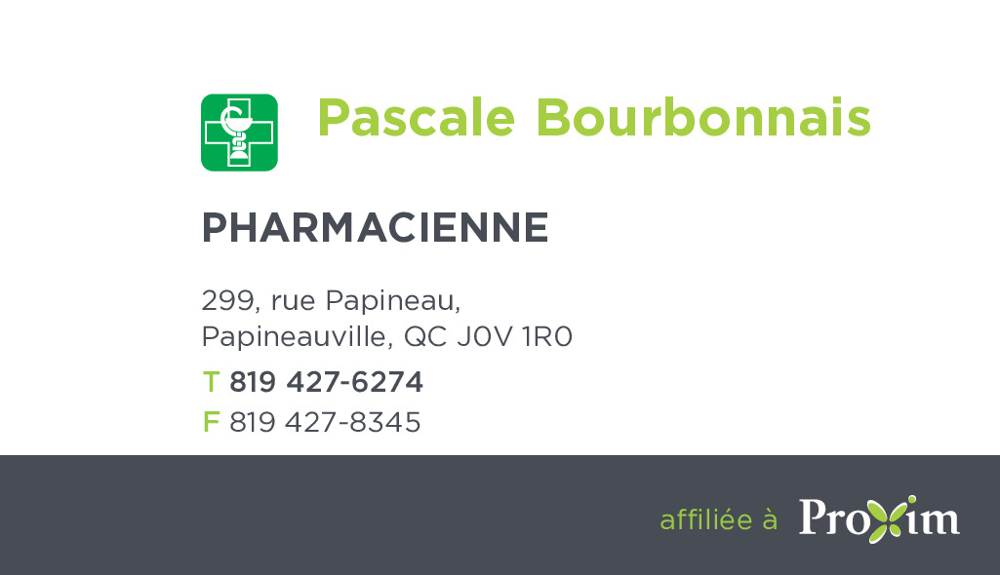 Pascale Bourbonnais
PHARMACIENNE
299, rue Papineau,
Papineauville, QC J0V 1R0
T 819 427-6274
F 819 427-8345
affiliée à Proxim